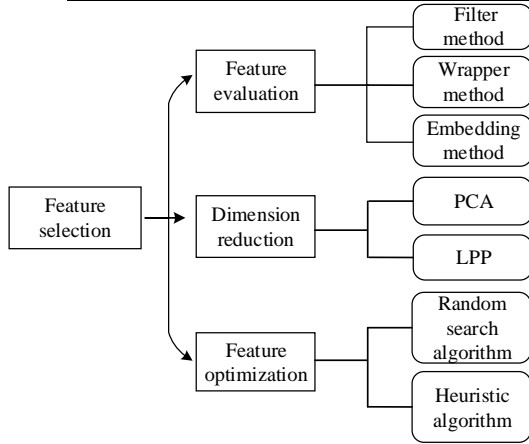 Feature
selection
Feature
evaluation
Filter
method
Wrapper
method
Embedding
method
Dimension
reduction
PCA
LPP
Feature
optimization
Random
search
algorithm
Heuristic
algorithm